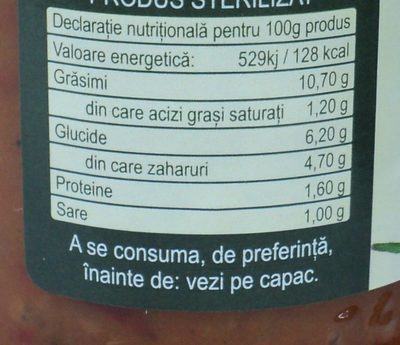 PRODUS STERILIZAT
Declarație nutrițională pentru 100g produs
Valoare energetică: 529kj / 128 kcal
Grăsimi 10,70 g
din care acizi grași saturați 1,20 g
Glucide 6,20 g
din care zaharuri 4,70 g
Proteine 1,60 g
Sare 1,00 g
A se consuma, de preferință,
înainte de: vezi pe capac.